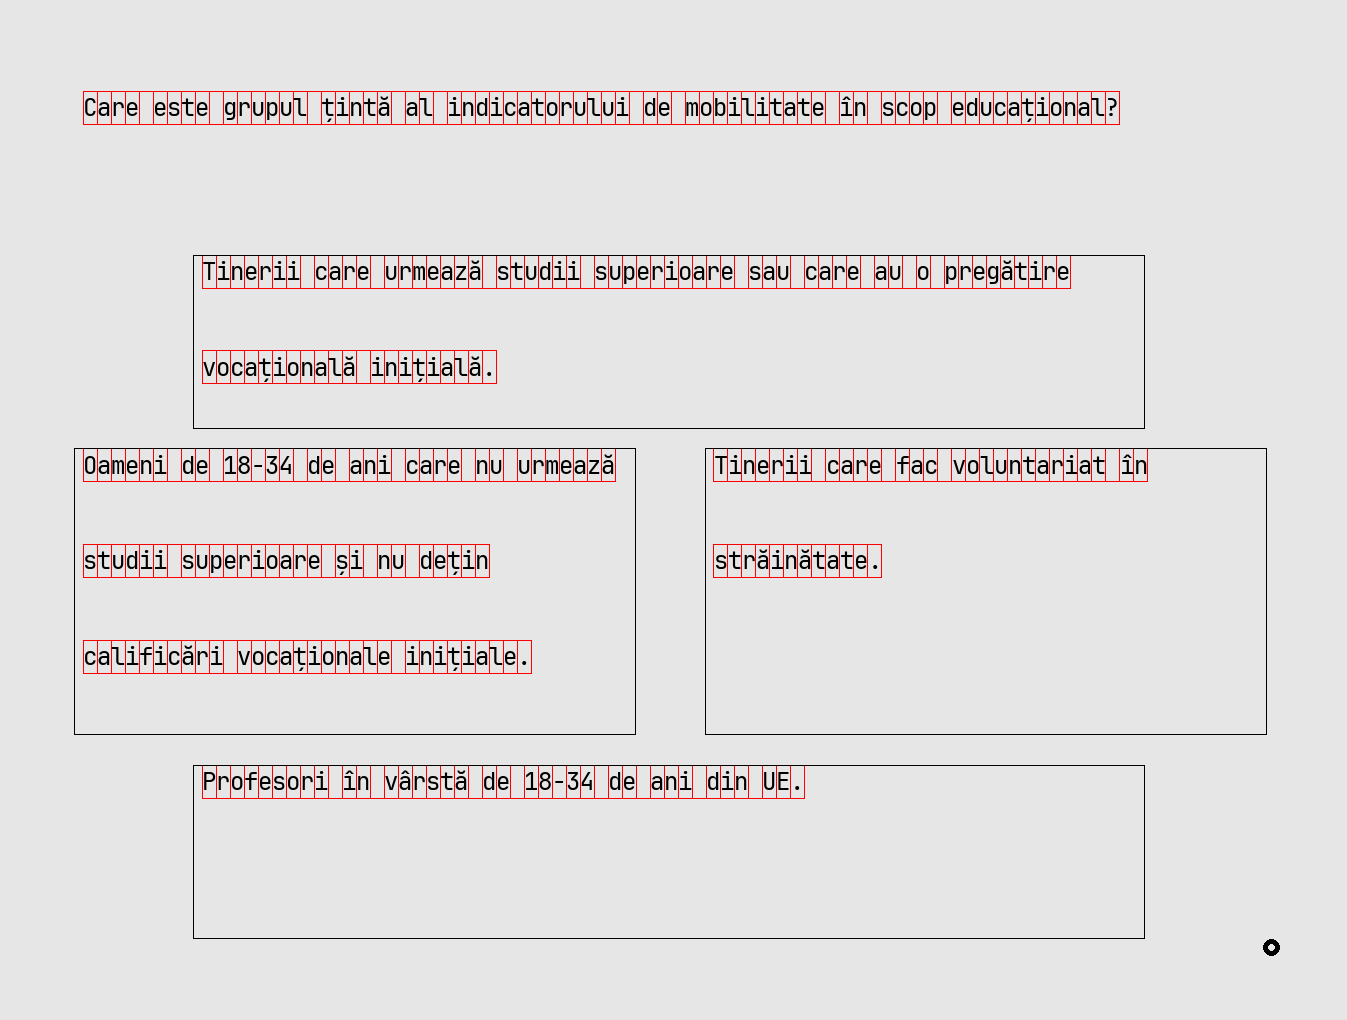 Care este grupul țintă al indicatorului de mobilitate în scop educațional?
Tinerii care urmează studii superioare sau care au o pregătire
vocațională inițială.
Oameni de 18-34 de ani care nu urmează
studii superioare și nu dețin
calificări vocaționale inițiale.
Tinerii care fac voluntariat în
străinătate.
Profesori în vârstă de 18-34 de ani din UE.